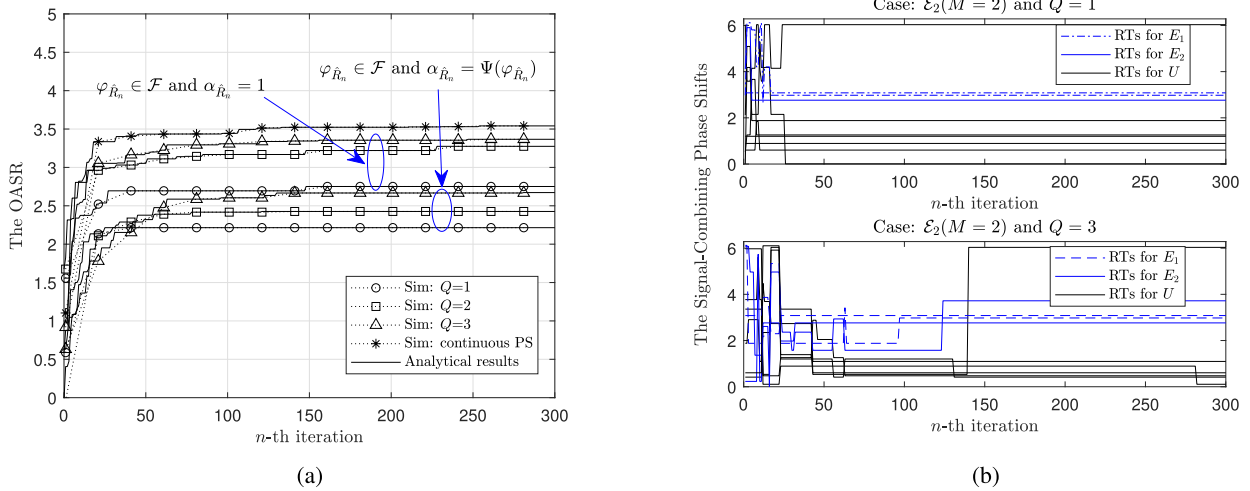 5
4.5
4
3.5
3
2.5
2
1.5
1
0.5
0
The OASR
φ_{R̂_n} ∈ F and α_{R̂_n} = 1
φ_{R̂_n} ∈ F and α_{R̂_n} = Ψ(φ_{R̂_n})
Sim: Q=1
Sim: Q=2
Sim: Q=3
Sim: continuous PS
Analytical results
0 50 100 150 200 250 300
n-th iteration
(a)
Case: ℰ₂(M = 2) and Q = 1
The Signal-Combining Phase Shifts
6
4
2
0
RTs for E₁
RTs for E₂
RTs for U
0 50 100 150 200 250 300
n-th iteration
Case: ℰ₂(M = 2) and Q = 3
6
4
2
0
RTs for E₁
RTs for E₂
RTs for U
0 50 100 150 200 250 300
n-th iteration
(b)